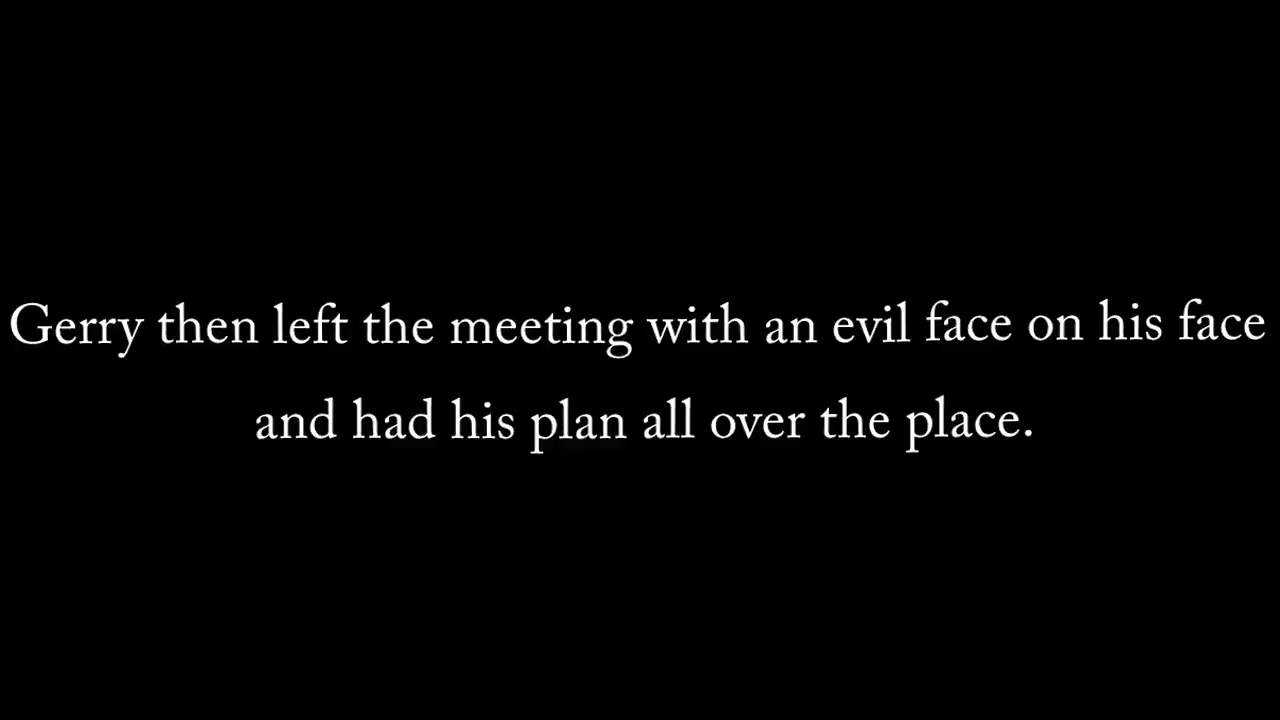 Gerry then left the meeting with an evil face on his face
and had his plan all over the place.